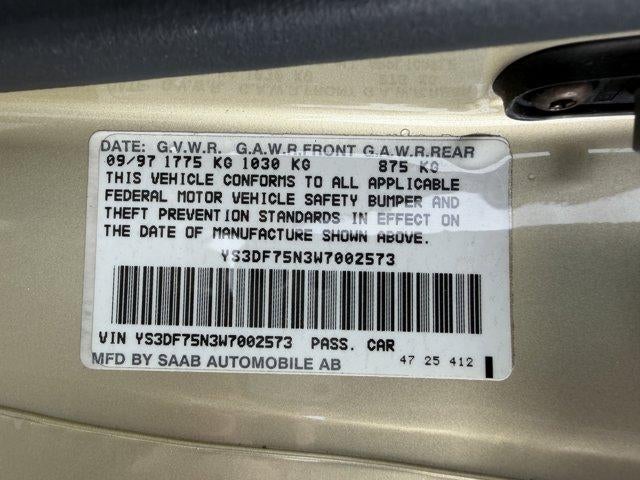 DATE: G.V.W.R. G.A.W.R.FRONT G.A.W.R.REAR
09/97 1775 KG 1030 KG 875 KG
THIS VEHICLE CONFORMS TO ALL APPLICABLE
FEDERAL MOTOR VEHICLE SAFETY BUMPER AND
THEFT PREVENTION STANDARDS IN EFFECT ON
THE DATE OF MANUFACTURE SHOWN ABOVE.
YS3DF75N3W7002573
VIN YS3DF75N3W7002573 PASS. CAR
MFD BY SAAB AUTOMOBILE AB 47 25 412